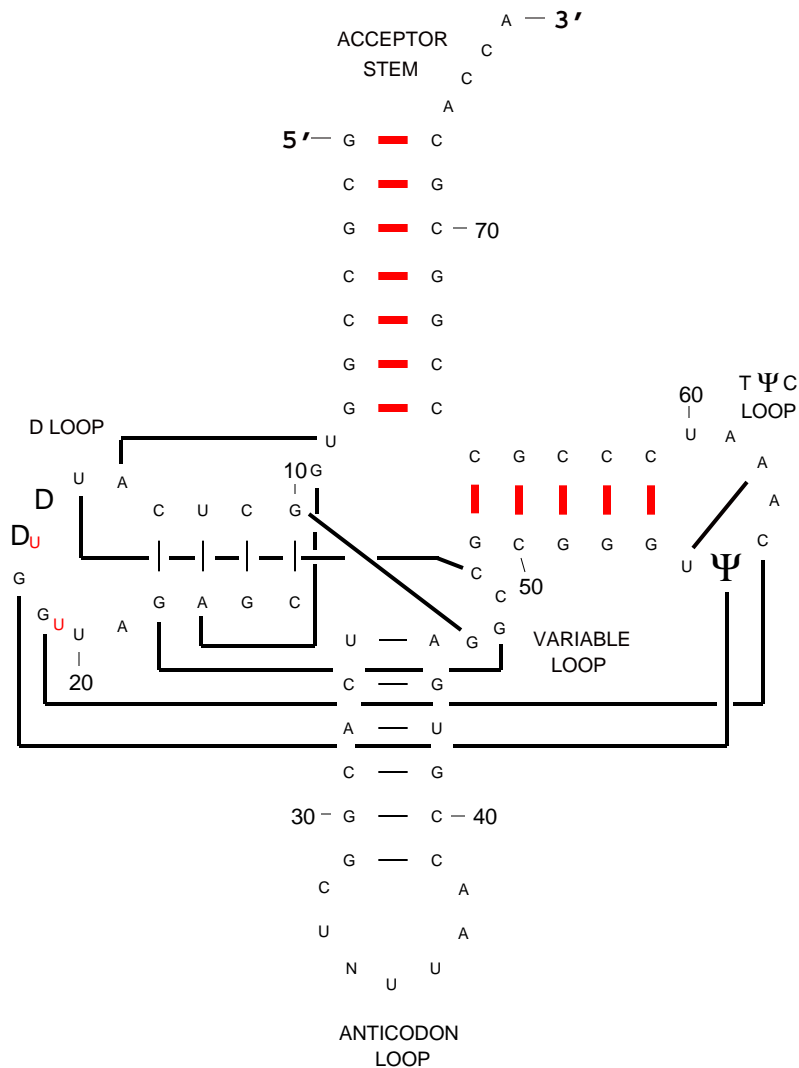 A — 3’
ACCEPTOR
STEM
C
C
A
5’— G C
C G
G C — 70
C G
C G
G C
G C
T Ψ C
LOOP
60
D LOOP
U
U A
C G C C C
A
U A
G
10
D
C U C G
A
D U
G C G G G
C
U Ψ
G
C
50
G A G C
C
G U U A
G
U A G
VARIABLE
LOOP
20
C G
A U
C G
30 — G C — 40
G C
C A
U A
N U
U
ANTICODON
LOOP